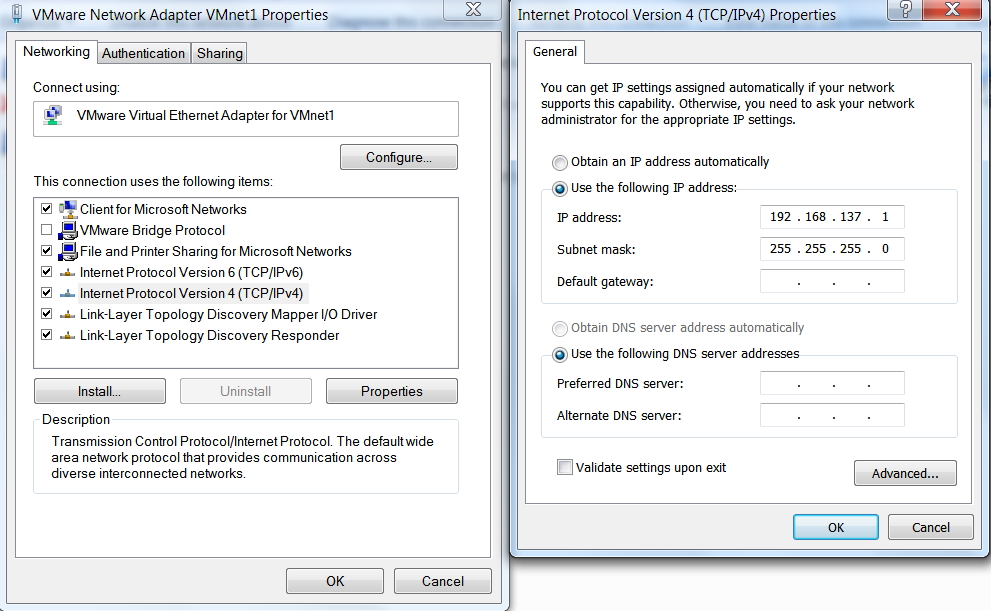 VMware Network Adapter VMnet1 Properties
Networking
Authentication
Sharing
Connect using:
VMware Virtual Ethernet Adapter for VMnet1
Configure...
This connection uses the following items:
Client for Microsoft Networks
VMware Bridge Protocol
File and Printer Sharing for Microsoft Networks
Internet Protocol Version 6 (TCP/IPv6)
Internet Protocol Version 4 (TCP/IPv4)
Link-Layer Topology Discovery Mapper I/O Driver
Link-Layer Topology Discovery Responder
Install...
Uninstall
Properties
Description
Transmission Control Protocol/Internet Protocol. The default wide
area network protocol that provides communication across
diverse interconnected networks.
OK
Cancel
Internet Protocol Version 4 (TCP/IPv4) Properties
General
You can get IP settings assigned automatically if your network
supports this capability. Otherwise, you need to ask your network
administrator for the appropriate IP settings.
Obtain an IP address automatically
Use the following IP address:
IP address: 192 . 168 . 137 . 1
Subnet mask: 255 . 255 . 255 . 0
Default gateway: . . .
Obtain DNS server address automatically
Use the following DNS server addresses
Preferred DNS server: . . .
Alternate DNS server: . . .
Validate settings upon exit
Advanced...
OK
Cancel